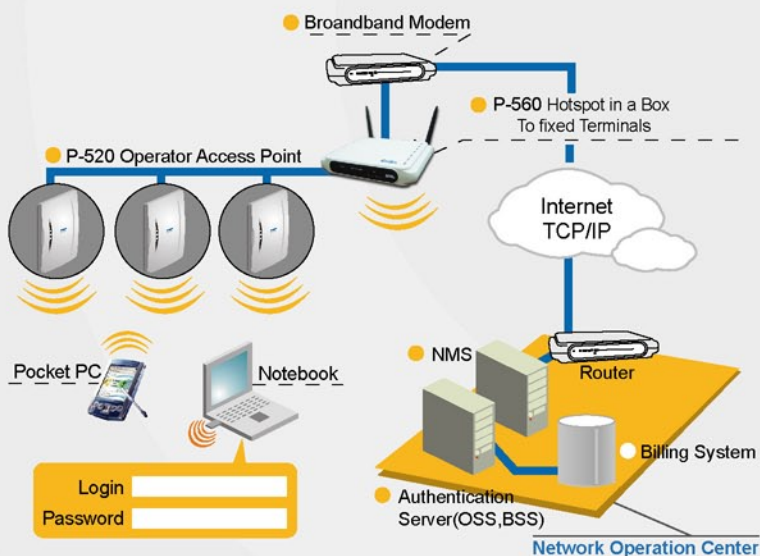 Broandband Modem
P-560 Hotspot in a Box
To fixed Terminals
P-520 Operator Access Point
Internet
TCP/IP
Pocket PC
Notebook
NMS
Router
Billing System
Login
Password
Authentication
Server(OSS,BSS)
Network Operation Center